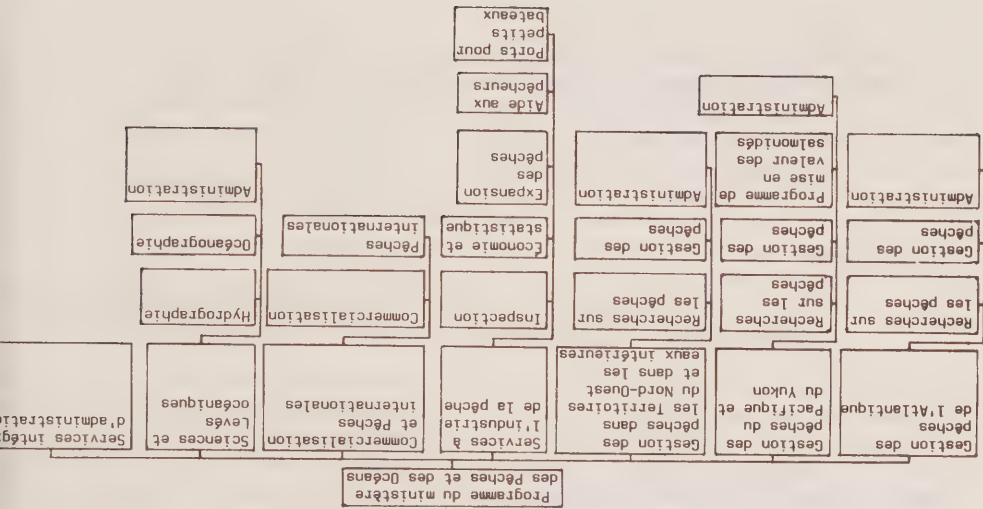 Programme du ministère
des Pêches et des Océans
Gestion des
pêches
de l'Atlantique
Recherches sur
les pêches
Gestion des
pêches
Administration
Gestion des
pêches du
Pacifique et
du Yukon
Recherches
sur les
pêches
Gestion des
pêches
Programme de
mise en
valeur des
salmonidés
Administration
Gestion des
pêches dans
les Territoires
du Nord-Ouest
et dans les
eaux intérieures
Recherches sur
les pêches
Gestion des
pêches
Administration
Services à
l'industrie
de la pêche
Inspection
Économie et
statistique
Expansion
des
pêches
Aide aux
pêcheurs
Ports pour
petits
bateaux
Commercialisation
et Pêches
internationales
Commercialisation
Pêches
internationales
Sciences et
Levés
océaniques
Hydrographie
Océanographie
Administration
Services